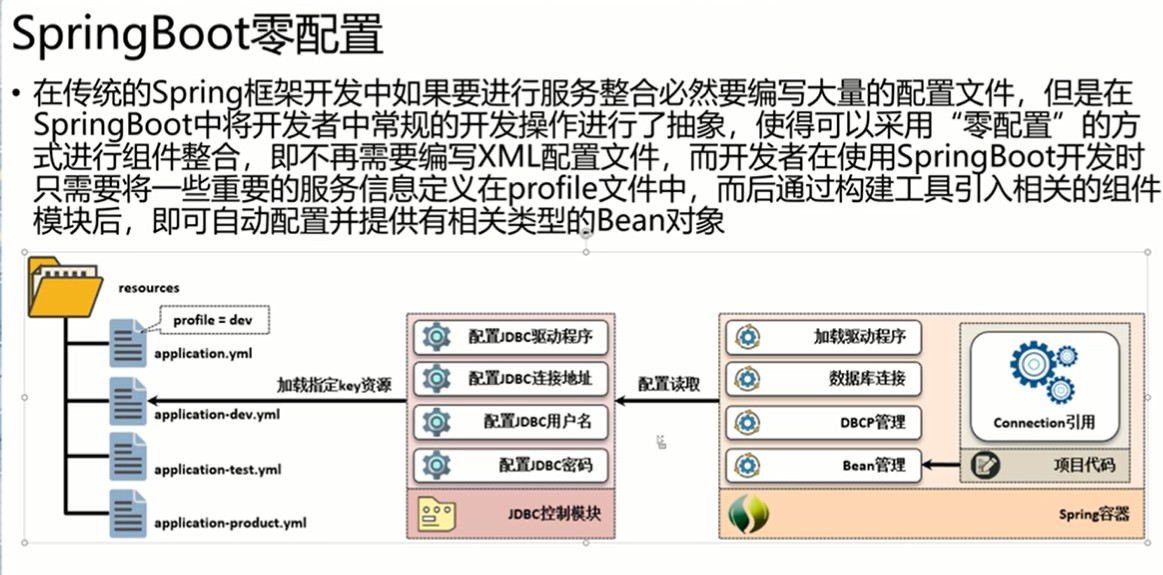 SpringBoot零配置
• 在传统的Spring框架开发中如果要进行服务整合必然要编写大量的配置文件，但是在
SpringBoot中将开发者中常规的开发操作进行了抽象，使得可以采用“零配置”的方
式进行组件整合，即不再需要编写XML配置文件，而开发者在使用SpringBoot开发时
只需要将一些重要的服务信息定义在profile文件中，而后通过构建工具引入相关的组件
模块后，即可自动配置并提供有相关类型的Bean对象
resources
profile = dev
application.yml
application-dev.yml
application-test.yml
application-product.yml
加载指定key资源
配置JDBC驱动程序
配置JDBC连接地址
配置JDBC用户名
配置JDBC密码
JDBC控制模块
配置读取
加载驱动程序
数据库连接
DBCP管理
Bean管理
Connection引用
项目代码
Spring容器